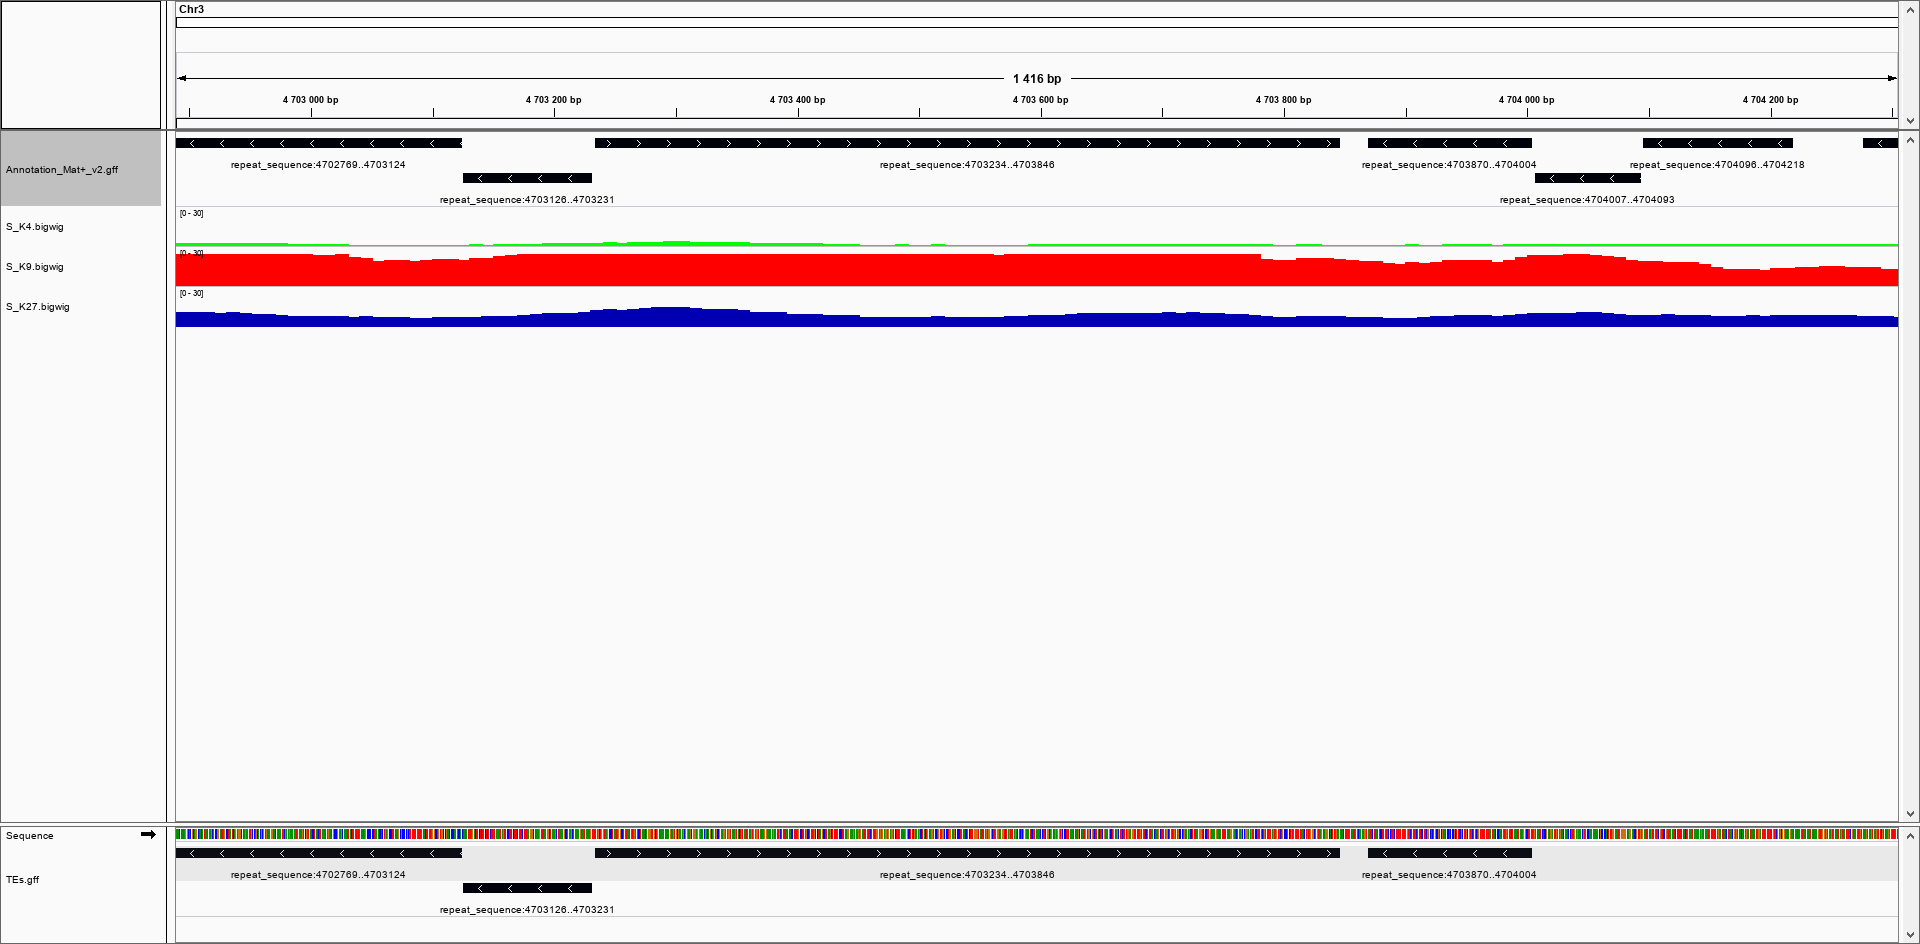 Chr3
1 416 bp
4 703 000 bp 4 703 200 bp 4 703 400 bp 4 703 600 bp 4 703 800 bp 4 704 000 bp 4 704 200 bp
Annotation_Mat+_v2.gff
repeat_sequence:4702769..4703124 repeat_sequence:4703234..4703846 repeat_sequence:4703870..4704004 repeat_sequence:4704096..4704218
repeat_sequence:4703126..4703231 repeat_sequence:4704007..4704093
[0 - 30]
S_K4.bigwig
[0 - 30]
S_K9.bigwig
[0 - 30]
S_K27.bigwig
Sequence
TEs.gff
repeat_sequence:4702769..4703124 repeat_sequence:4703234..4703846 repeat_sequence:4703870..4704004
repeat_sequence:4703126..4703231